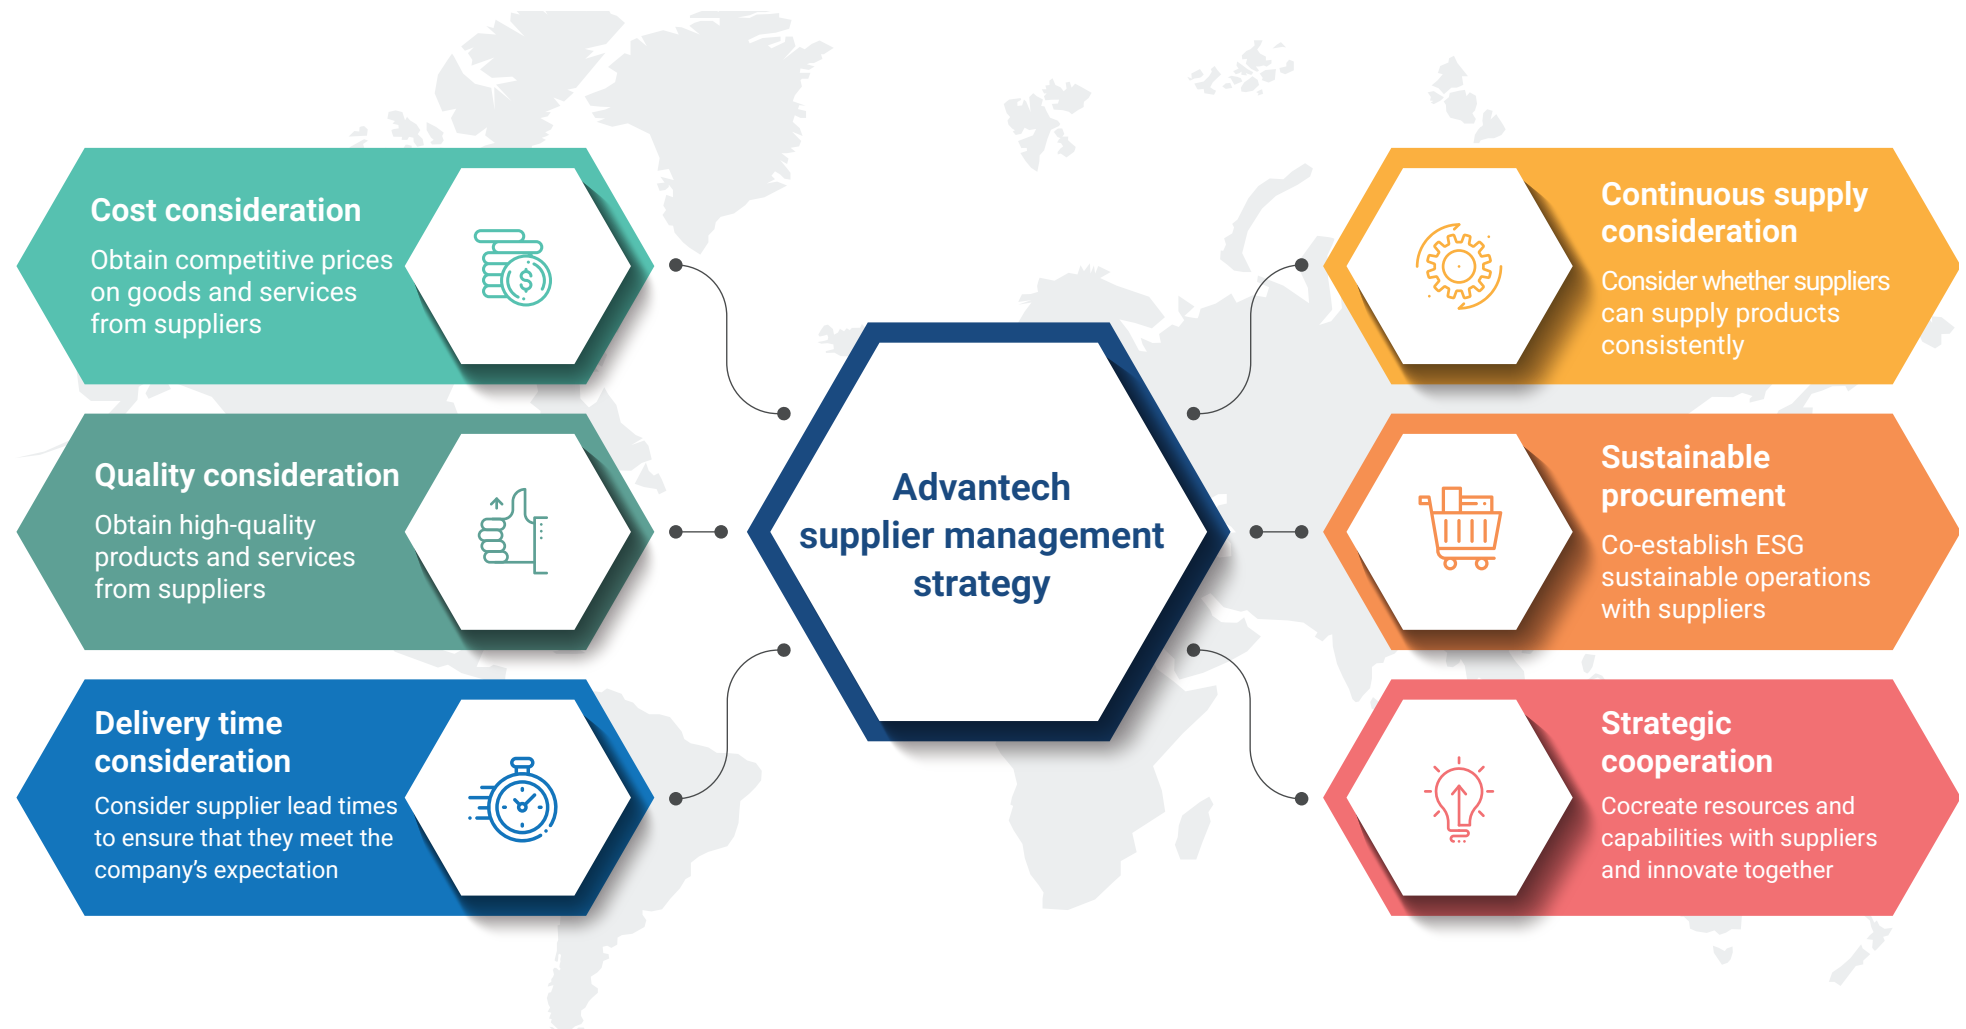 Cost consideration
Obtain competitive prices
on goods and services
from suppliers
Quality consideration
Obtain high-quality
products and services
from suppliers
Delivery time
consideration
Consider supplier lead times
to ensure that they meet the
company’s expectation
Advantech
supplier management
strategy
Continuous supply
consideration
Consider whether suppliers
can supply products
consistently
Sustainable
procurement
Co-establish ESG
sustainable operations
with suppliers
Strategic
cooperation
Cocreate resources and
capabilities with suppliers
and innovate together